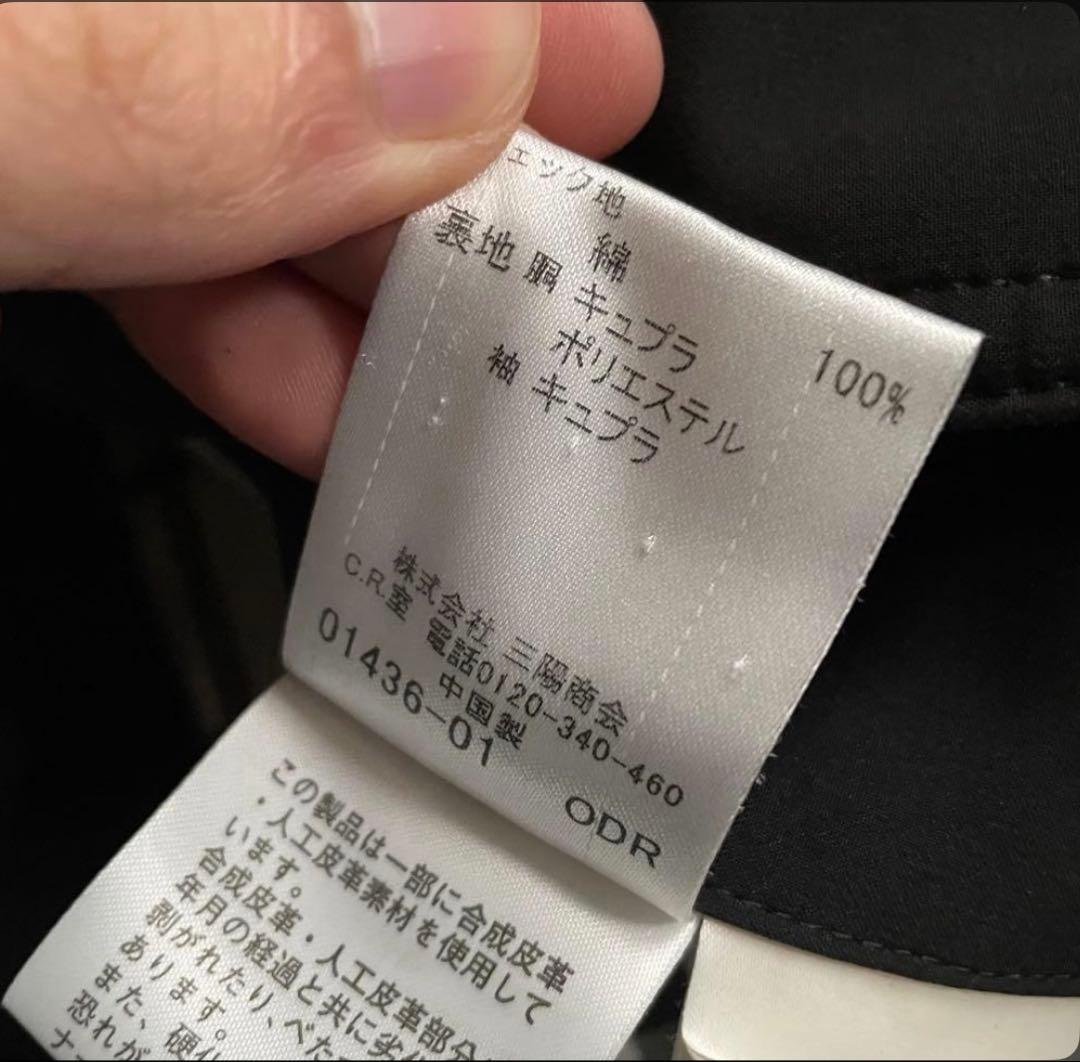 ェック地
綿 100%
裏地 胴 キュプラ
ポリエステル
袖 キュプラ
株式会社 三陽商会
C.R.室 電話0120-340-460
中国製
01436-01
ODR
この製品は一部に合成皮革
・人工皮革素材を使用して
います。
合成皮革・人工皮革部分
年月の経過と共に劣化
剥がれたり、べた
あります。
また、硬化
恐れが
ナ